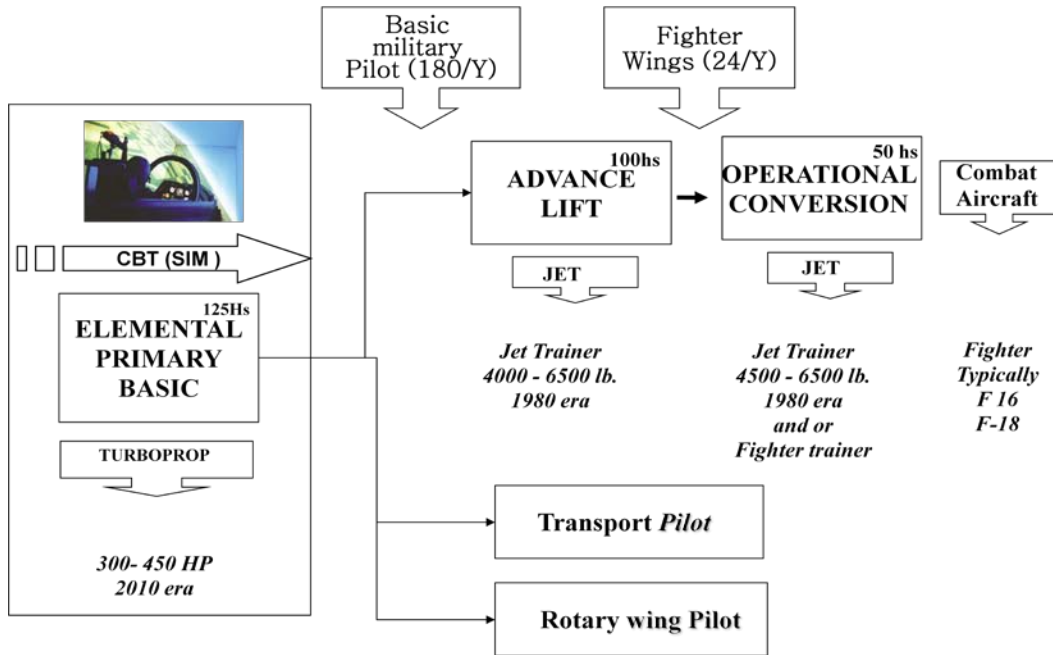 Basic
military
Pilot (180/Y)
Fighter
Wings (24/Y)
CBT (SIM )
125Hs
ELEMENTAL
PRIMARY
BASIC
TURBOPROP
300- 450 HP
2010 era
100hs
ADVANCE
LIFT
JET
Jet Trainer
4000 - 6500 lb.
1980 era
50 hs
OPERATIONAL
CONVERSION
JET
Jet Trainer
4500 - 6500 lb.
1980 era
and or
Fighter trainer
Combat
Aircraft
Fighter
Typically
F 16
F-18
Transport Pilot
Rotary wing Pilot